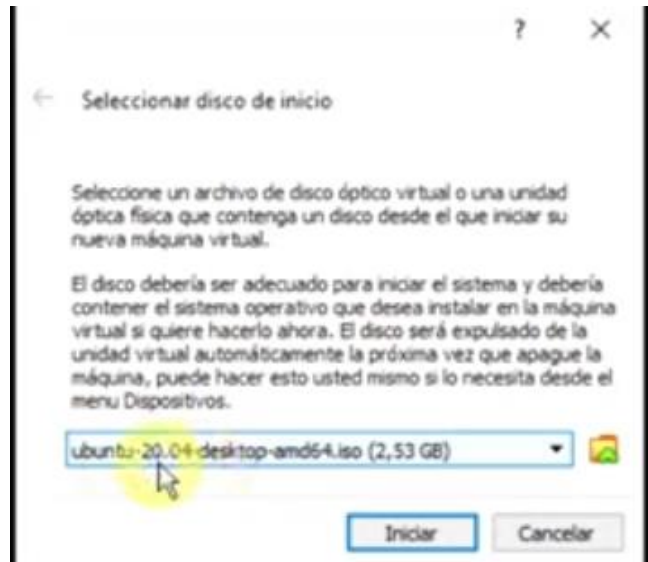 ?
Seleccionar disco de inicio
Seleccione un archivo de disco óptico virtual o una unidad
óptica física que contenga un disco desde el que iniciar su
nueva máquina virtual.
El disco debería ser adecuado para iniciar el sistema y debería
contener el sistema operativo que desea instalar en la máquina
virtual si quiere hacerlo ahora. El disco será expulsado de la
unidad virtual automáticamente la próxima vez que apague la
máquina, puede hacer esto usted mismo si lo necesita desde el
menu Dispositivos.
ubuntu-20.04-desktop-amd64.iso (2,53 GB)
Iniciar Cancelar